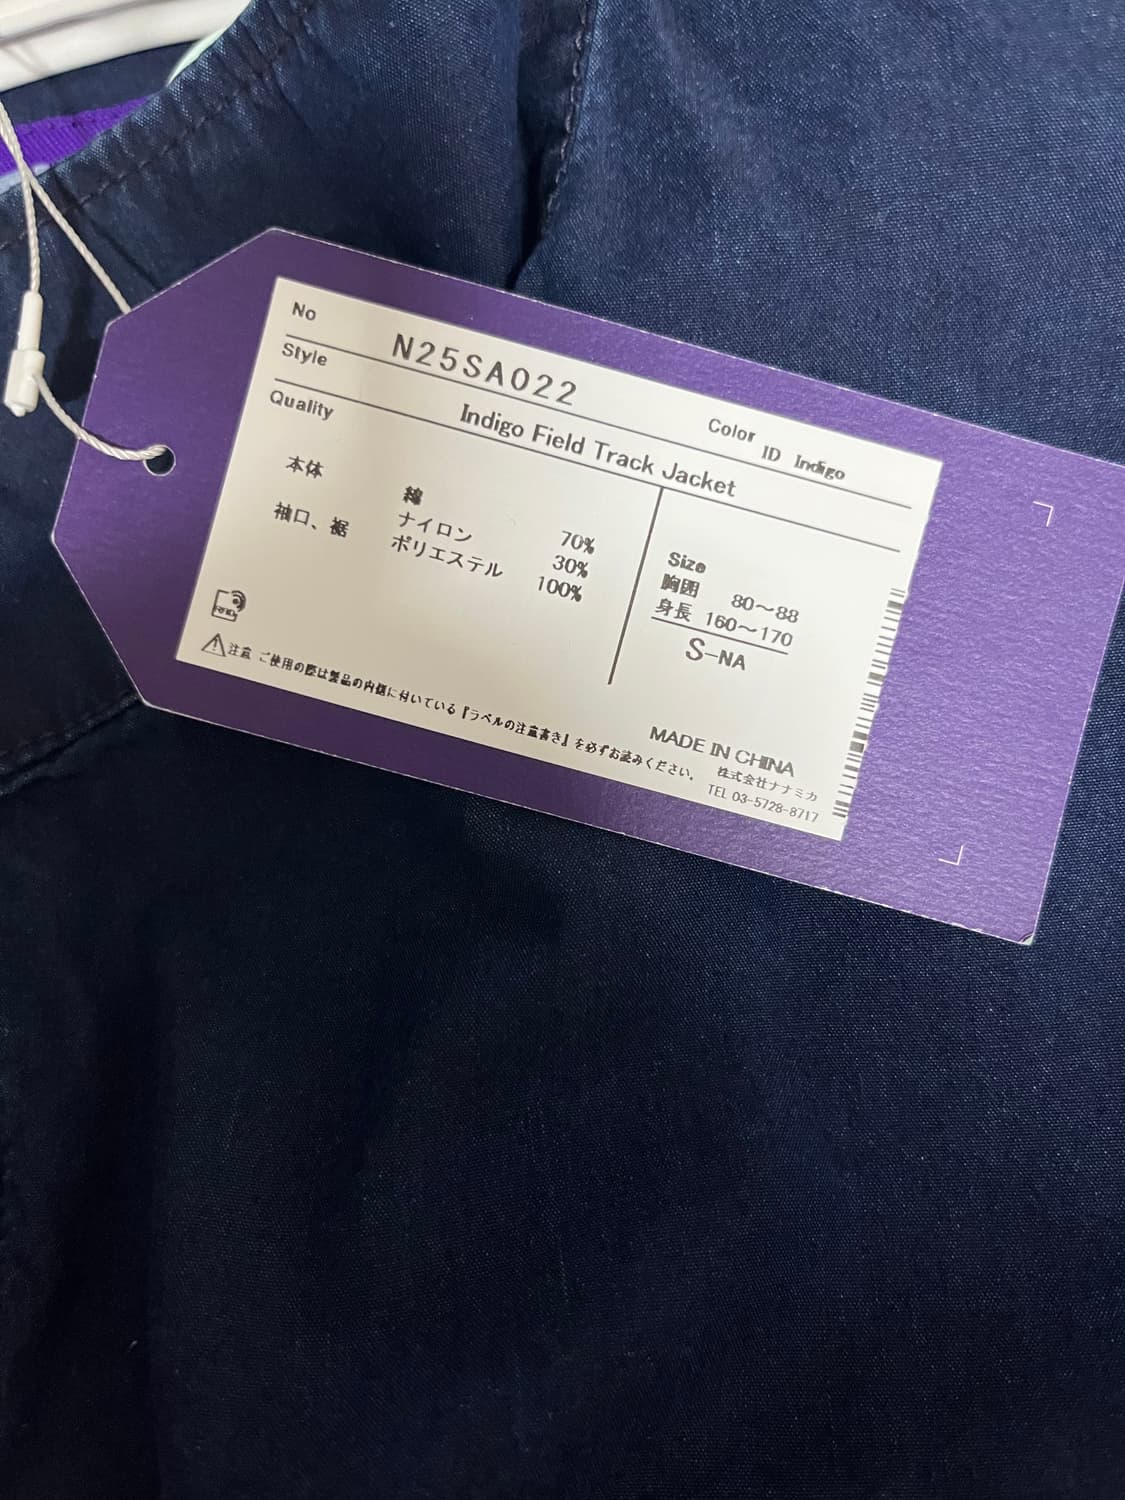 No N25SA022 Color ID Indigo
Style Indigo Field Track Jacket
Quality
本体 綿 70%
ナイロン 30%
袖口、裾 ポリエステル 100%
Size
胸囲 80～88
身長 160～170
S-NA
RFID
注意 ご使用の際は製品の内側に付いている『ラベルの注意書き』を必ずお読みください。
MADE IN CHINA
株式会社ナナミカ
TEL 03-5728-8717